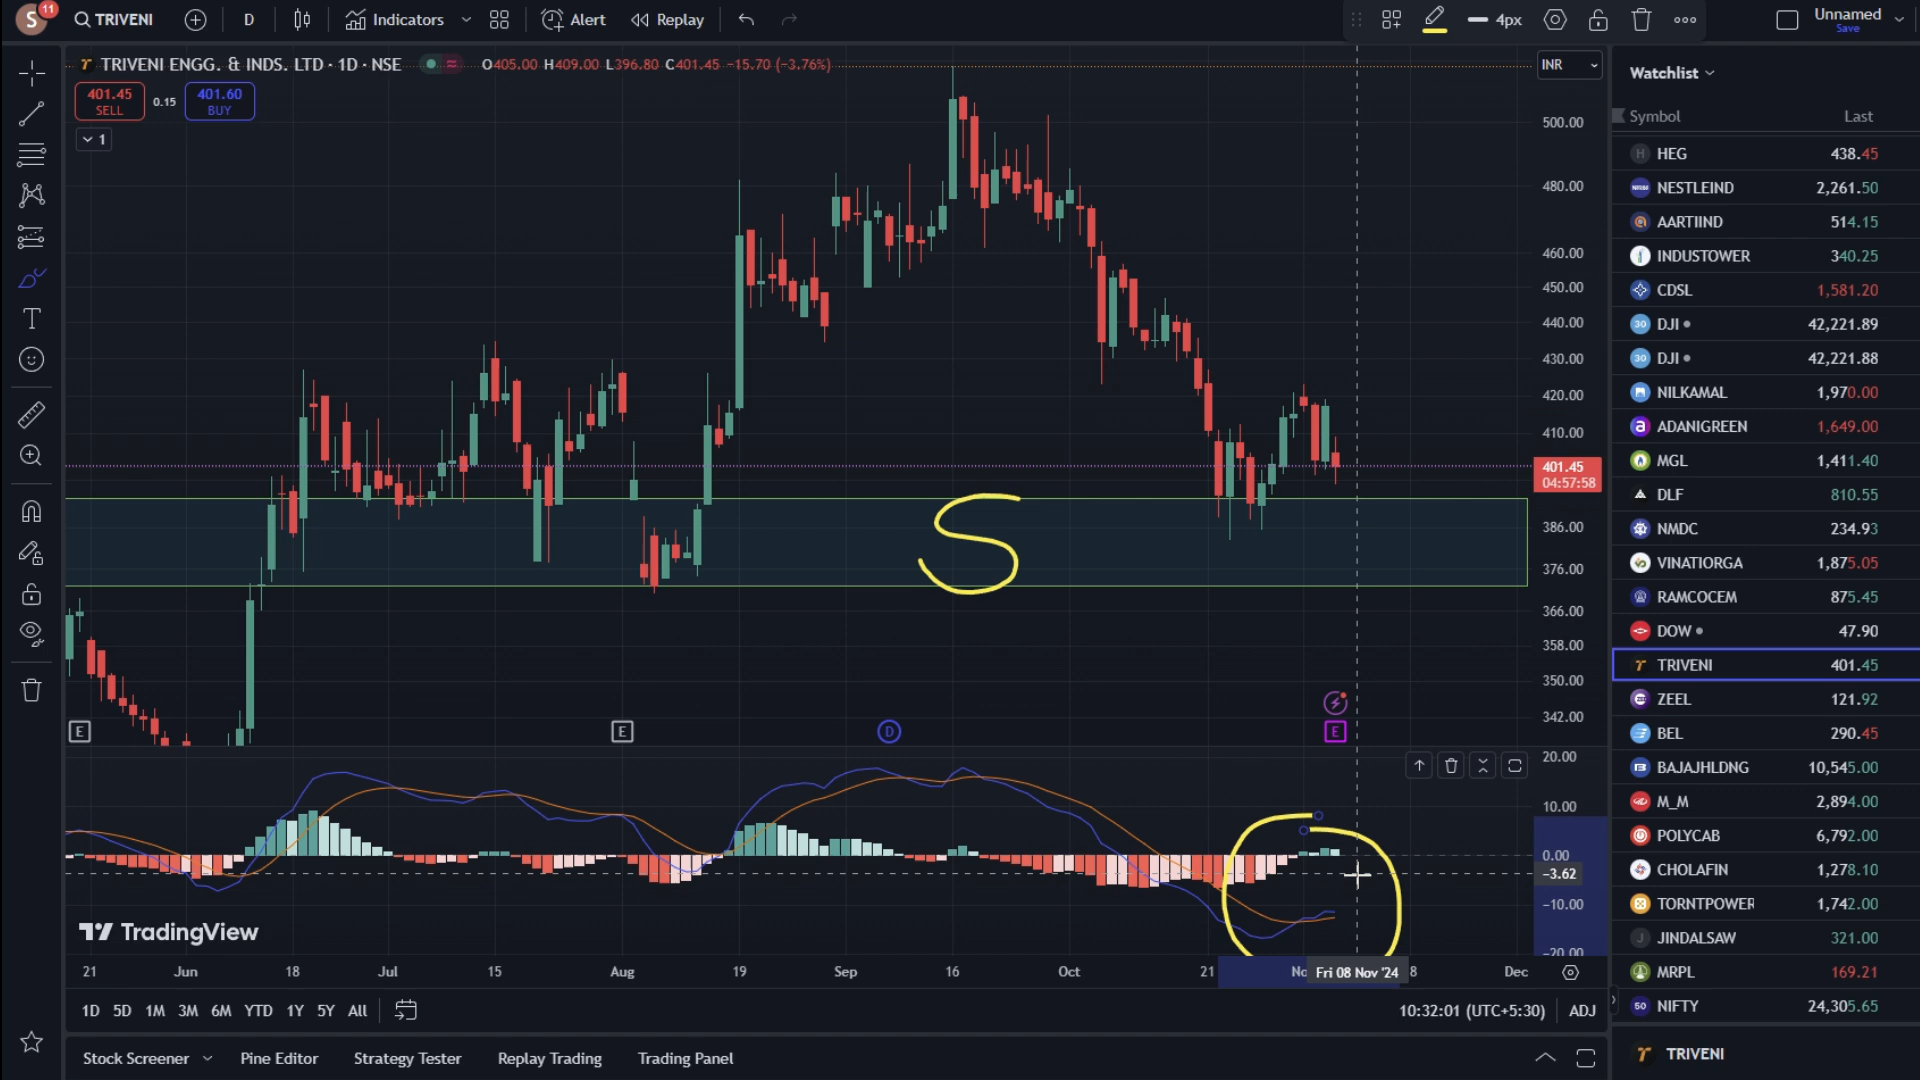 S
11
TRIVENI
D
Indicators
Alert
Replay
4px
Unnamed
Save
TRIVENI ENGG. & INDS. LTD · 1D · NSE
O405.00 H409.00 L396.80 C401.45 −15.70 (−3.76%)
INR
401.45
SELL
0.15
401.60
BUY
1
500.00
480.00
460.00
450.00
440.00
430.00
420.00
410.00
401.45
04:57:58
386.00
376.00
366.00
358.00
350.00
342.00
S
E
E
D
E
20.00
10.00
0.00
−3.62
−10.00
−20.00
TradingView
21
Jun
18
Jul
15
Aug
19
Sep
16
Oct
21
No
Fri 08 Nov '24
8
Dec
1D
5D
1M
3M
6M
YTD
1Y
5Y
All
10:32:01 (UTC+5:30)
ADJ
Stock Screener
Pine Editor
Strategy Tester
Replay Trading
Trading Panel
Watchlist
Symbol Last
HEG 438.45
NESTLEIND 2,261.50
AARTIIND 514.15
INDUSTOWER 340.25
CDSL 1,581.20
30 DJI 42,221.89
30 DJI 42,221.88
NILKAMAL 1,970.00
ADANIGREEN 1,649.00
MGL 1,411.40
DLF 810.55
NMDC 234.93
VINATIORGA 1,875.05
RAMCOCEM 875.45
DOW 47.90
TRIVENI 401.45
ZEEL 121.92
BEL 290.45
BAJAJHLDNG 10,545.00
M_M 2,894.00
POLYCAB 6,792.00
CHOLAFIN 1,278.10
TORNTPOWER 1,742.00
J JINDALSAW 321.00
MRPL 169.21
50 NIFTY 24,305.65
TRIVENI